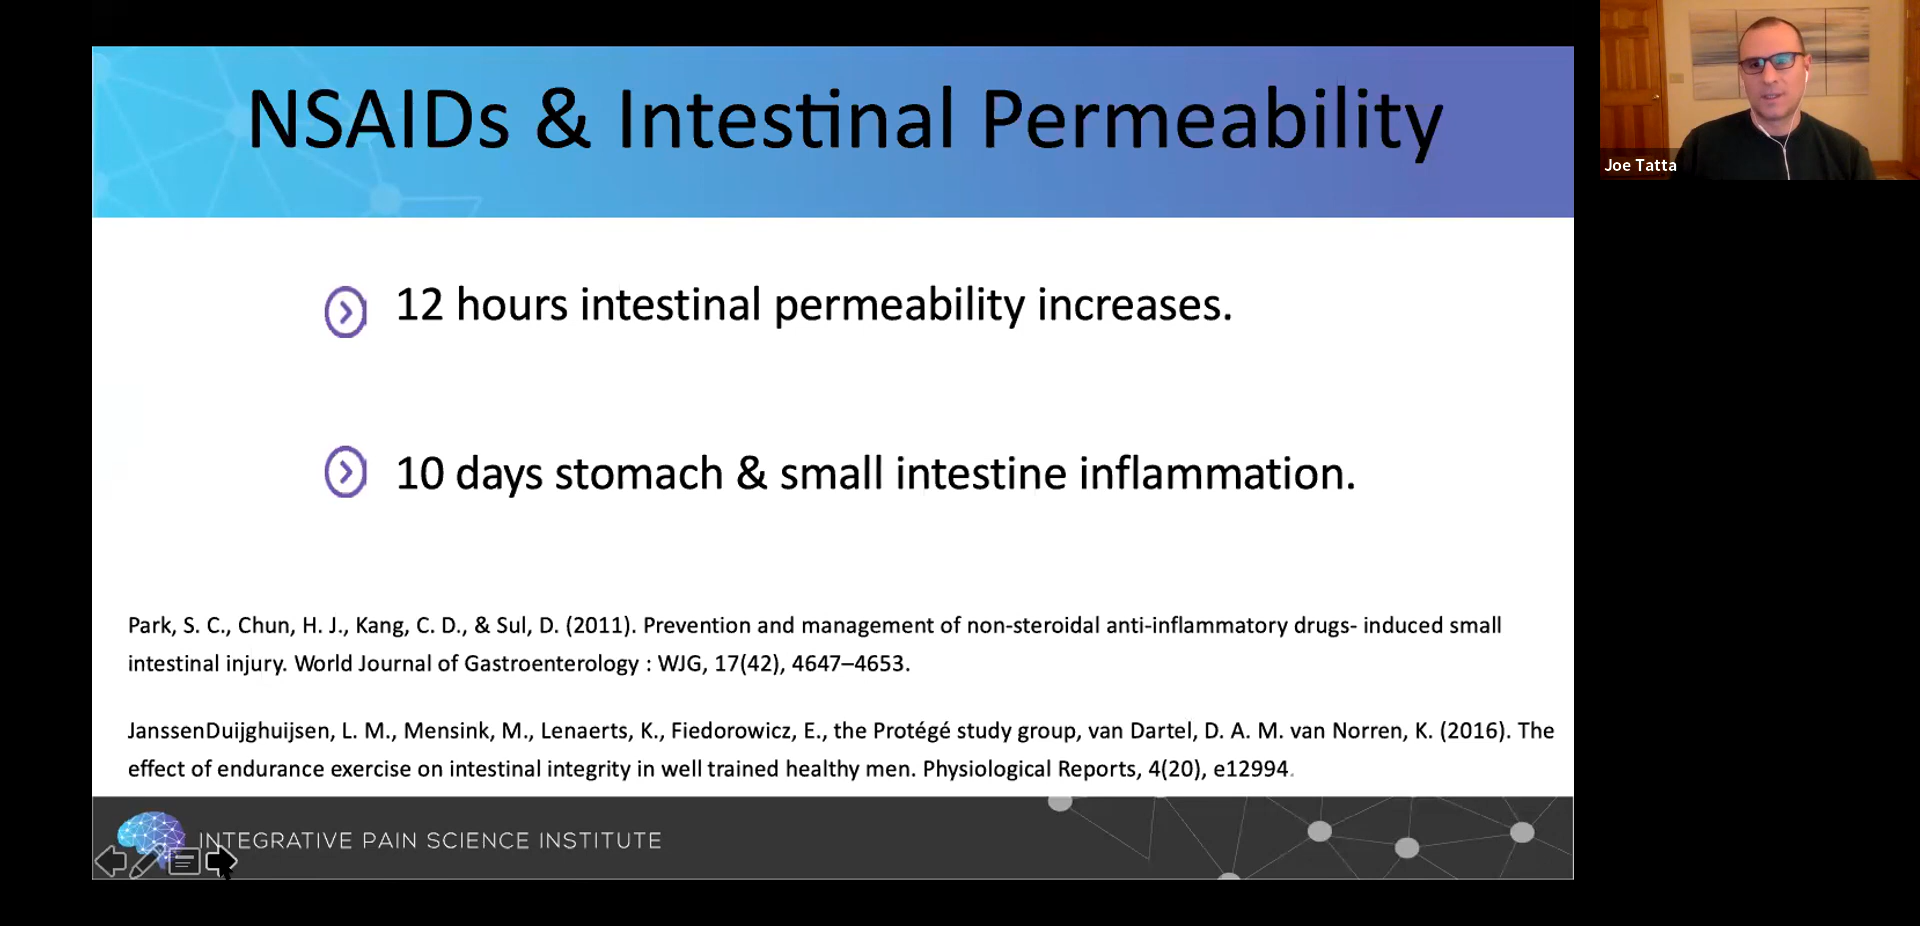 NSAIDs & Intestinal Permeability
Joe Tatta
12 hours intestinal permeability increases.
10 days stomach & small intestine inflammation.
Park, S. C., Chun, H. J., Kang, C. D., & Sul, D. (2011). Prevention and management of non-steroidal anti-inflammatory drugs- induced small
intestinal injury. World Journal of Gastroenterology : WJG, 17(42), 4647–4653.
JanssenDuijghuijsen, L. M., Mensink, M., Lenaerts, K., Fiedorowicz, E., the Protégé study group, van Dartel, D. A. M. van Norren, K. (2016). The
effect of endurance exercise on intestinal integrity in well trained healthy men. Physiological Reports, 4(20), e12994.
INTEGRATIVE PAIN SCIENCE INSTITUTE